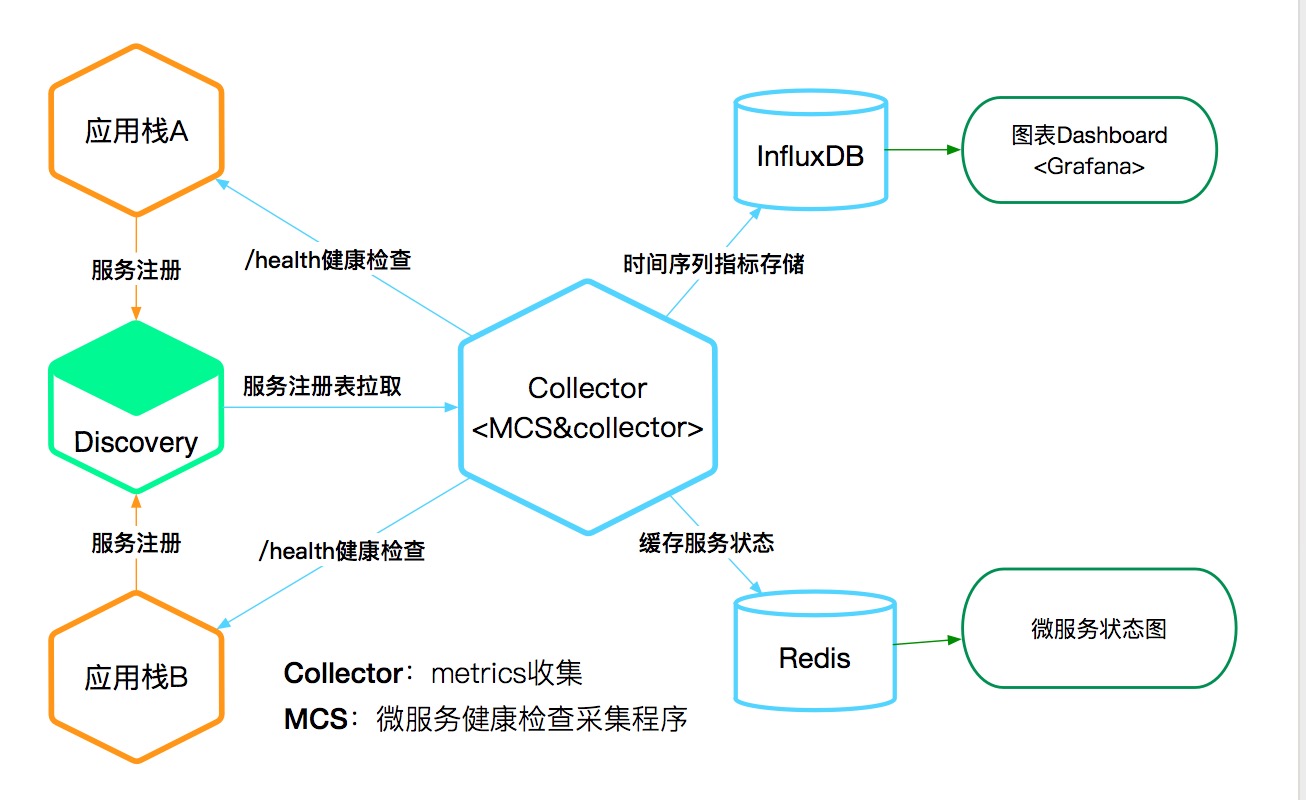 应用栈A
InfluxDB
图表Dashboard
<Grafana>
服务注册
/health健康检查
时间序列指标存储
Discovery
服务注册表拉取
Collector
<MCS&collector>
服务注册
/health健康检查
缓存服务状态
应用栈B
Redis
微服务状态图
Collector：metrics收集
MCS：微服务健康检查采集程序